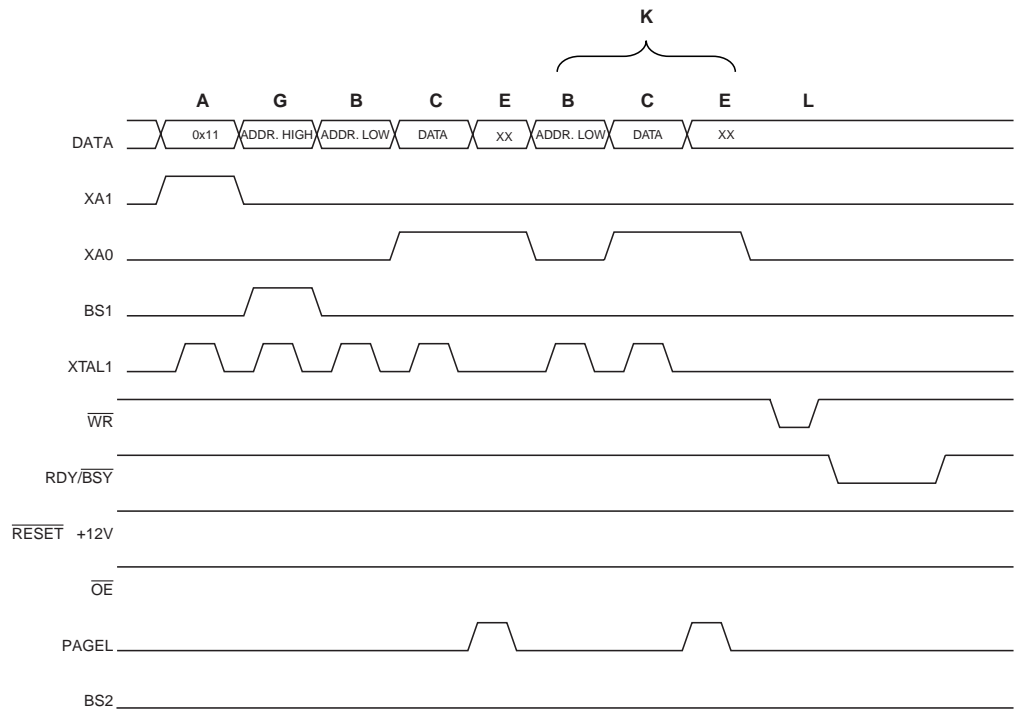 K
A G B C E B C E L
DATA 0x11 ADDR. HIGH ADDR. LOW DATA XX ADDR. LOW DATA XX
XA1
XA0
BS1
XTAL1
WR
RDY/BSY
RESET +12V
OE
PAGEL
BS2